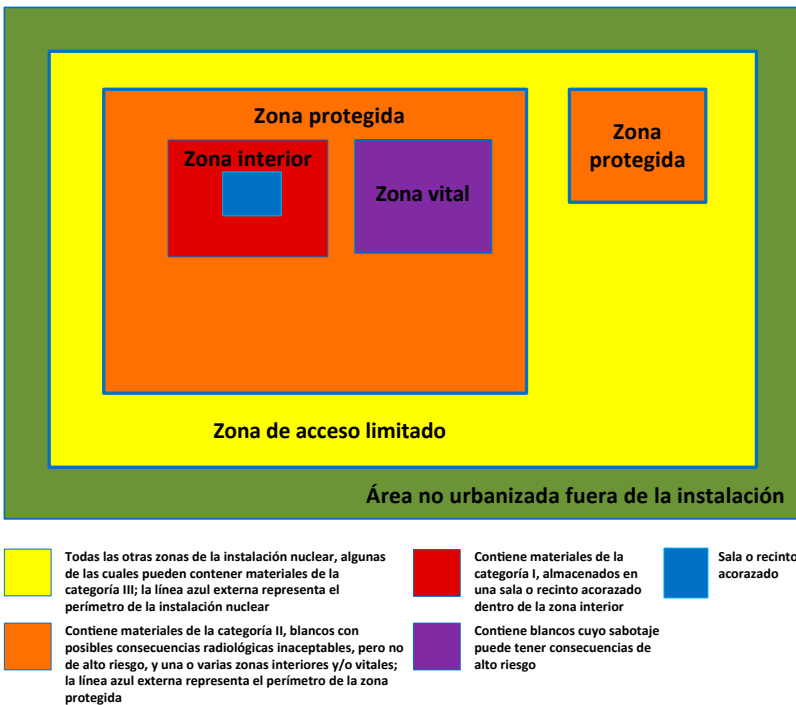 Zona protegida
Zona interior
Zona vital
Zona
protegida
Zona de acceso limitado
Área no urbanizada fuera de la instalación
Todas las otras zonas de la instalación nuclear, algunas
de las cuales pueden contener materiales de la
categoría III; la línea azul externa representa el
perímetro de la instalación nuclear
Contiene materiales de la categoría II, blancos con
posibles consecuencias radiológicas inaceptables, pero no
de alto riesgo, y una o varias zonas interiores y/o vitales;
la línea azul externa representa el perímetro de la zona
protegida
Contiene materiales de la
categoría I, almacenados en
una sala o recinto acorazado
dentro de la zona interior
Contiene blancos cuyo sabotaje
puede tener consecuencias de
alto riesgo
Sala o recinto
acorazado